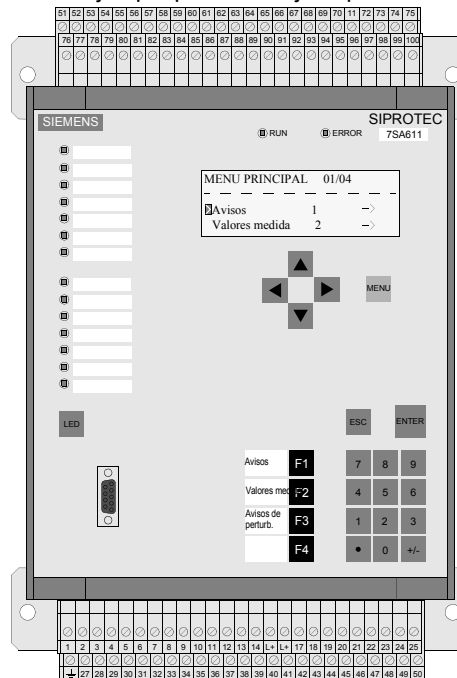 51 52 53 54 55 56 57 58 59 60 61 62 63 64 65 66 67 68 69 70 11 72 73 74 75
76 77 78 79 80 81 82 83 84 85 86 87 88 89 90 91 92 93 94 95 96 97 98 99 100
SIEMENS
SIPROTEC
RUN ERROR 7SA611
MENU PRINCIPAL 01/04
Avisos 1 –>
Valores medida 2 –>
MENU
LED ESC ENTER
Avisos F1 7 8 9
Valores med F2 4 5 6
Avisos de
perturb. F3 1 2 3
F4 • 0 +/-
1 2 3 4 5 6 7 8 9 10 11 12 13 14 L+ L+ 17 18 19 20 21 22 23 24 25
27 28 29 30 31 32 33 34 35 36 37 38 39 40 41 42 43 44 45 46 47 48 49 50